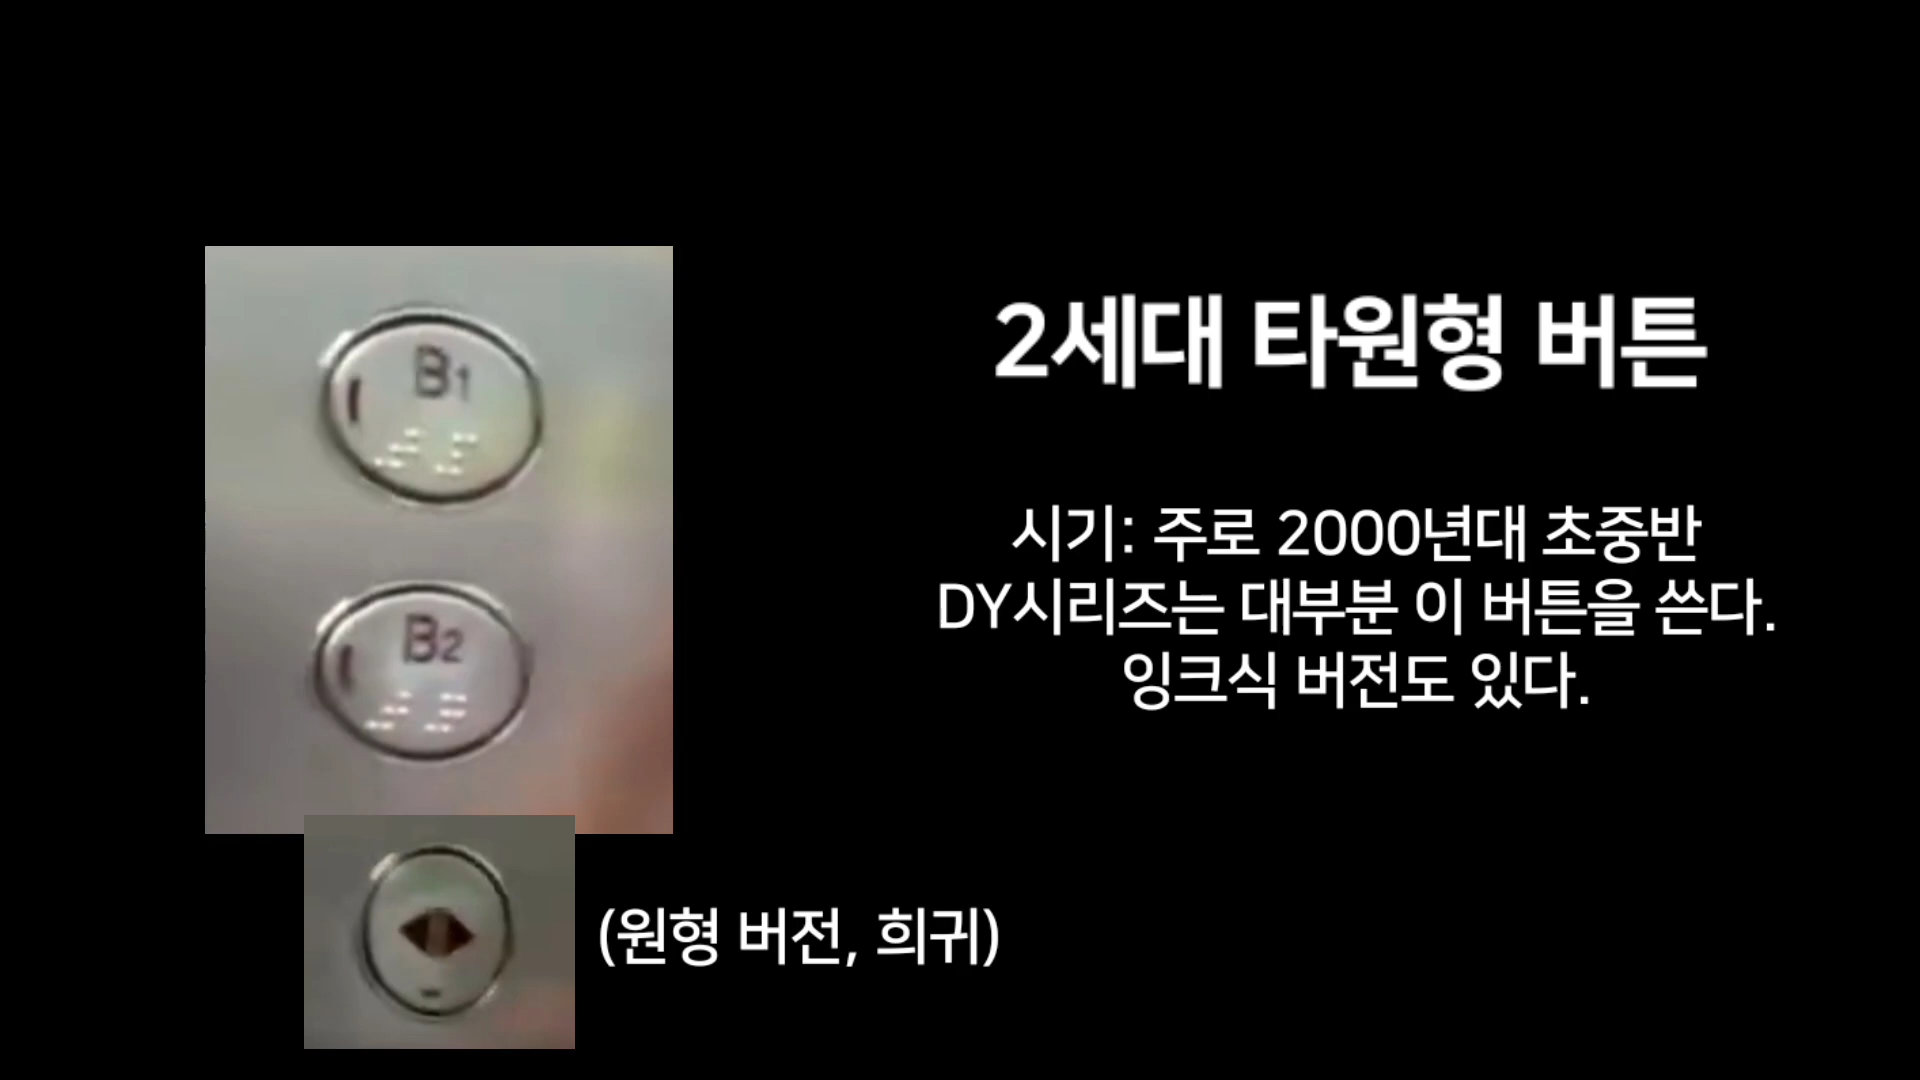 B1
B2
2세대 타원형 버튼
시기: 주로 2000년대 초중반
DY시리즈는 대부분 이 버튼을 쓴다.
잉크식 버전도 있다.
(원형 버전, 희귀)